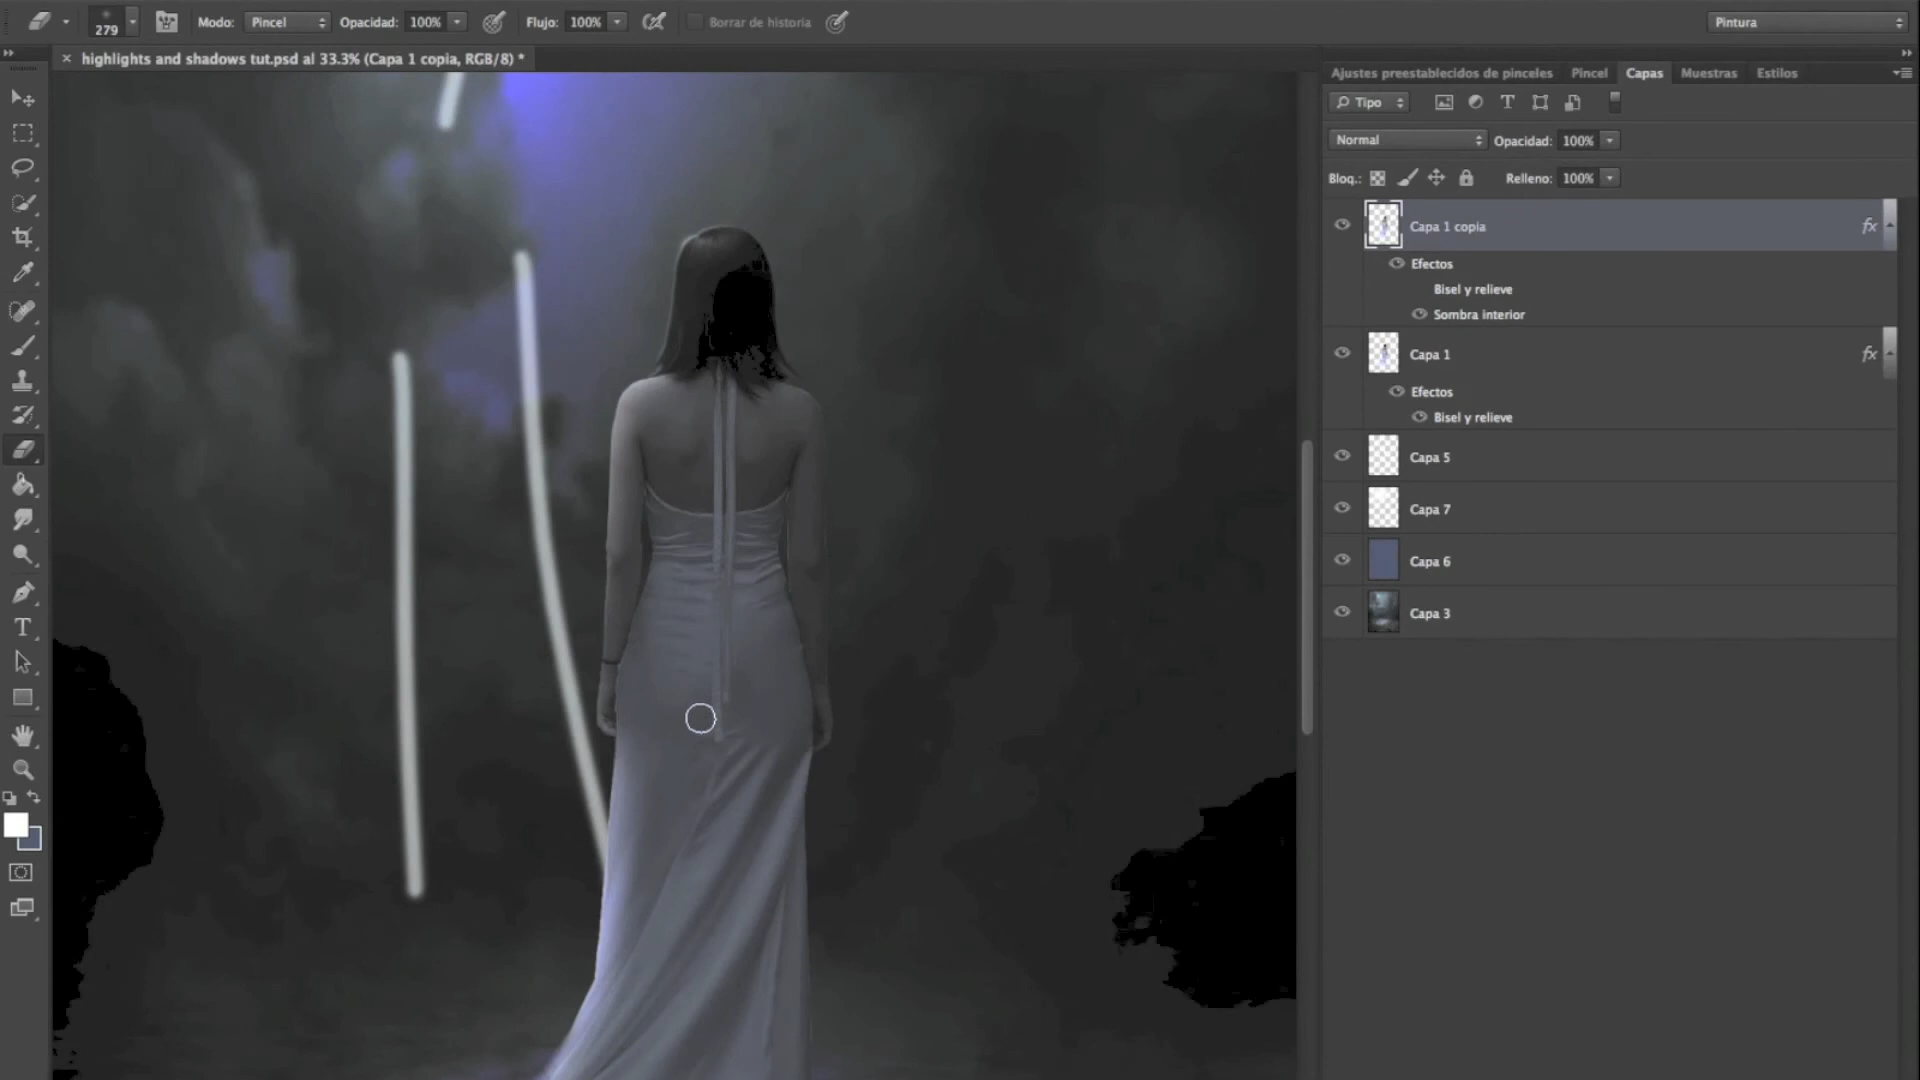 279
Modo: Pincel Opacidad: 100% Flujo: 100% Borrar de historia Pintura
× highlights and shadows tut.psd al 33.3% (Capa 1 copia, RGB/8) *
Ajustes preestablecidos de pinceles Pincel Capas Muestras Estilos
Tipo
Normal Opacidad: 100%
Bloq.: Relleno: 100%
Capa 1 copia fx
Efectos
Bisel y relieve
Sombra interior
Capa 1 fx
Efectos
Bisel y relieve
Capa 5
Capa 7
Capa 6
Capa 3